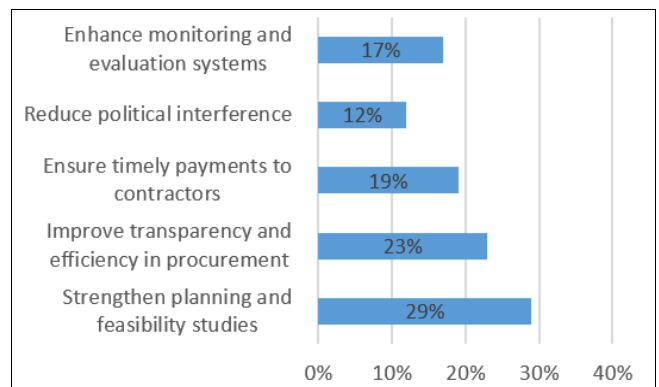 Enhance monitoring and
evaluation systems
17%
Reduce political interference
12%
Ensure timely payments to
contractors
19%
Improve transparency and
efficiency in procurement
23%
Strengthen planning and
feasibility studies
29%
0% 10% 20% 30% 40%